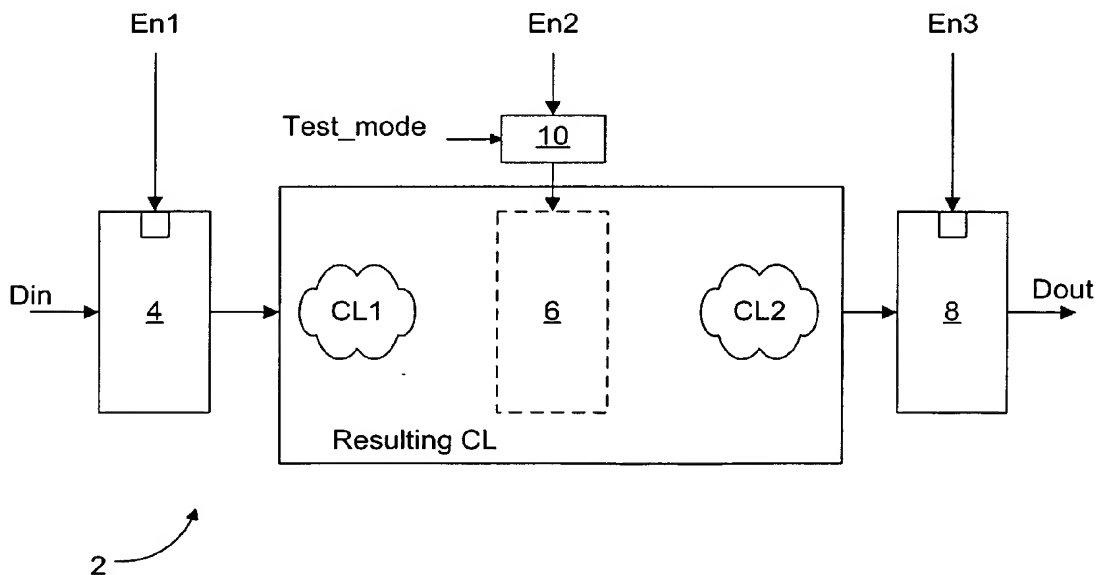 En1
En2
En3
Test_mode
10
Din
4
CL1
6
CL2
8
Dout
Resulting CL
2